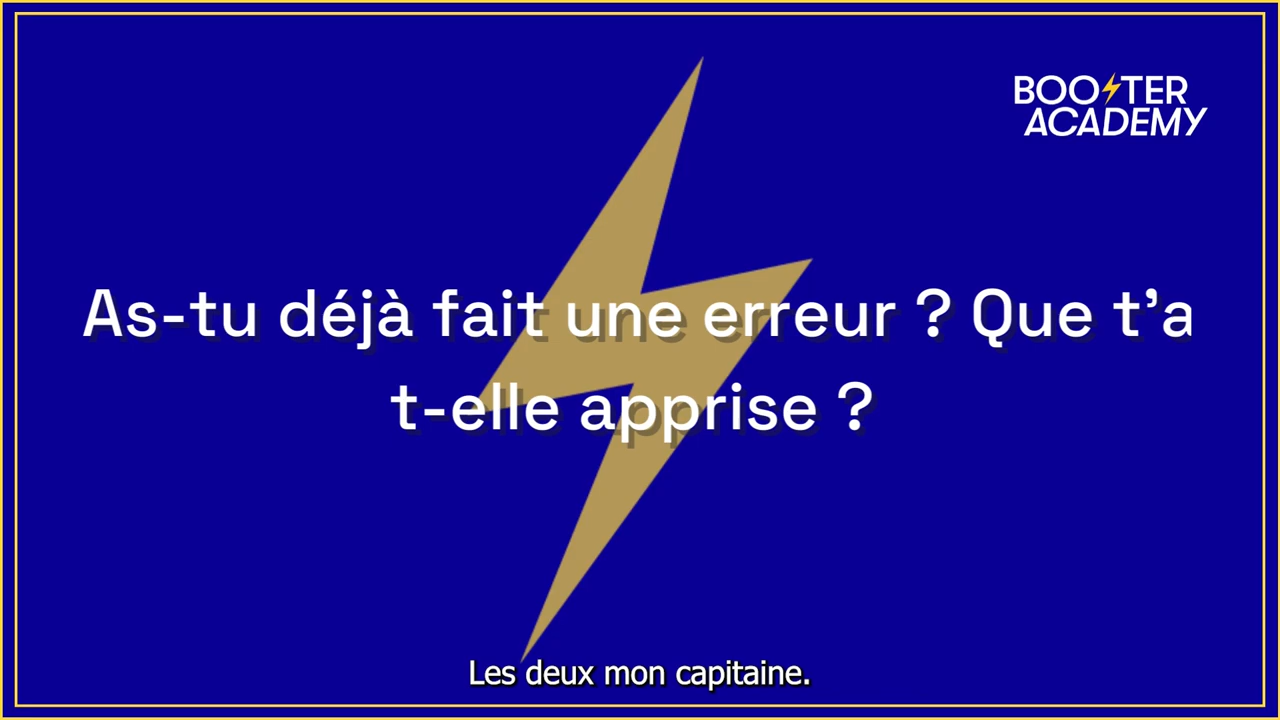 BOOSTER
ACADEMY
As-tu déjà fait une erreur ? Que t'a
t-elle apprise ?
Les deux mon capitaine.